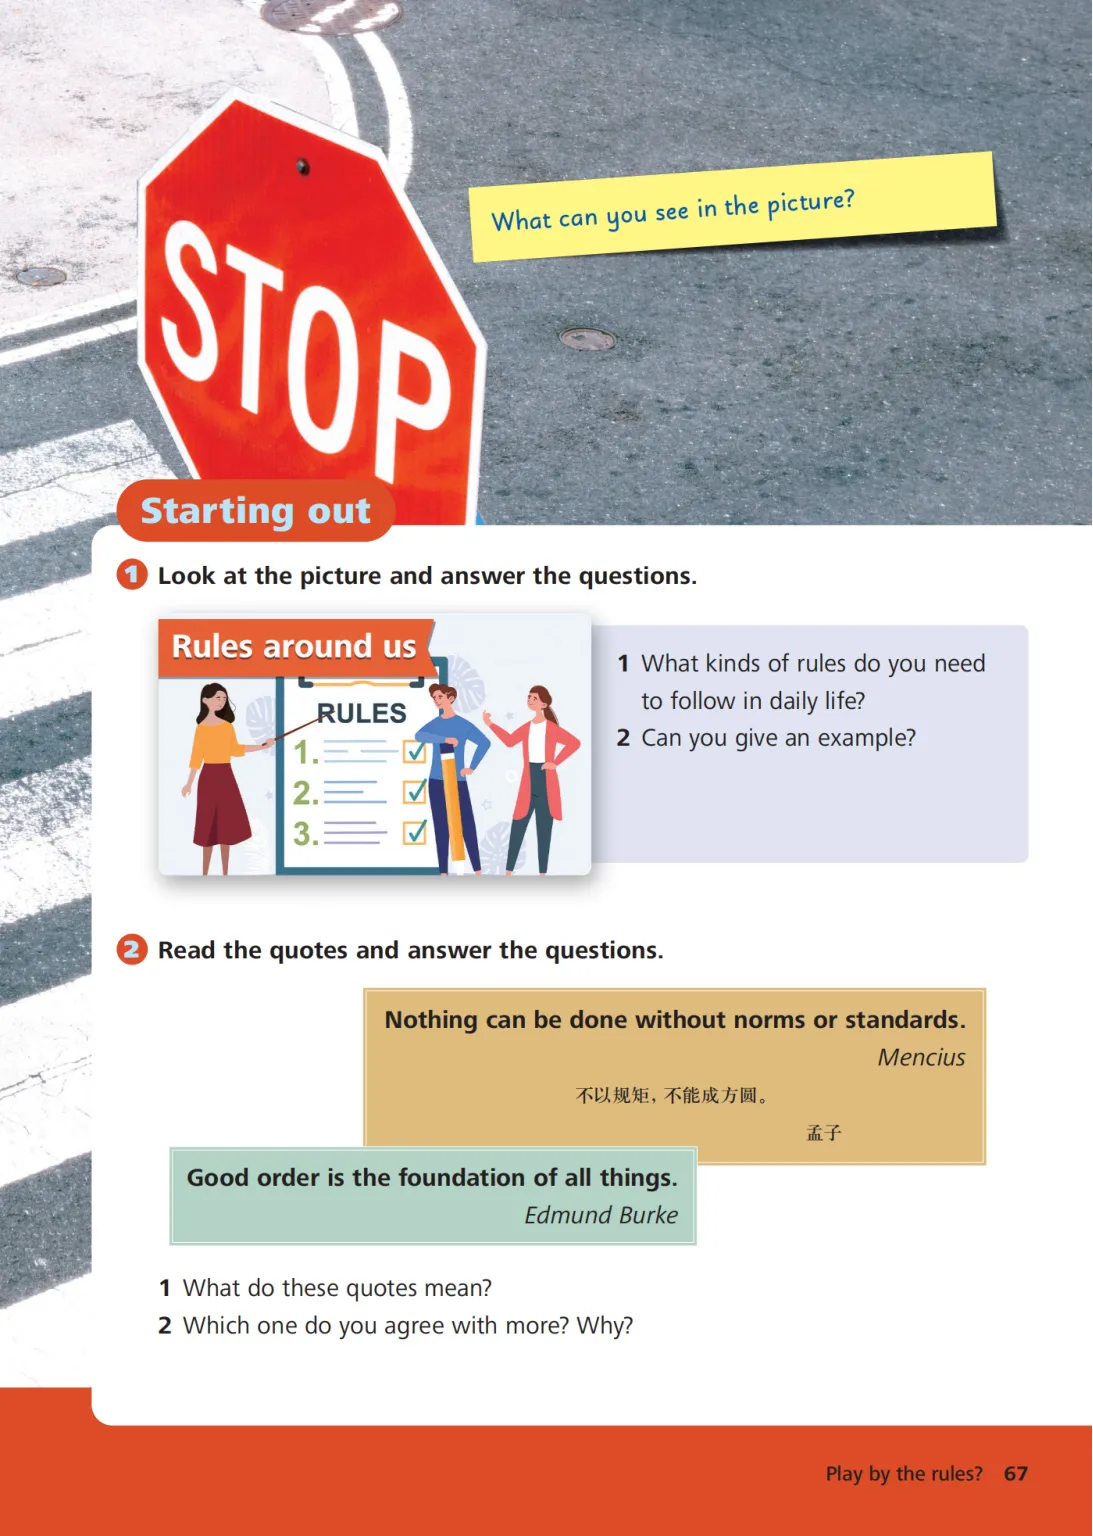 What can you see in the picture?
STOP
Starting out
1 Look at the picture and answer the questions.
Rules around us
RULES
1.
2.
3.
1 What kinds of rules do you need
to follow in daily life?
2 Can you give an example?
2 Read the quotes and answer the questions.
Nothing can be done without norms or standards.
Mencius
不以规矩，不能成方圆。
孟子
Good order is the foundation of all things.
Edmund Burke
1 What do these quotes mean?
2 Which one do you agree with more? Why?
Play by the rules? 67